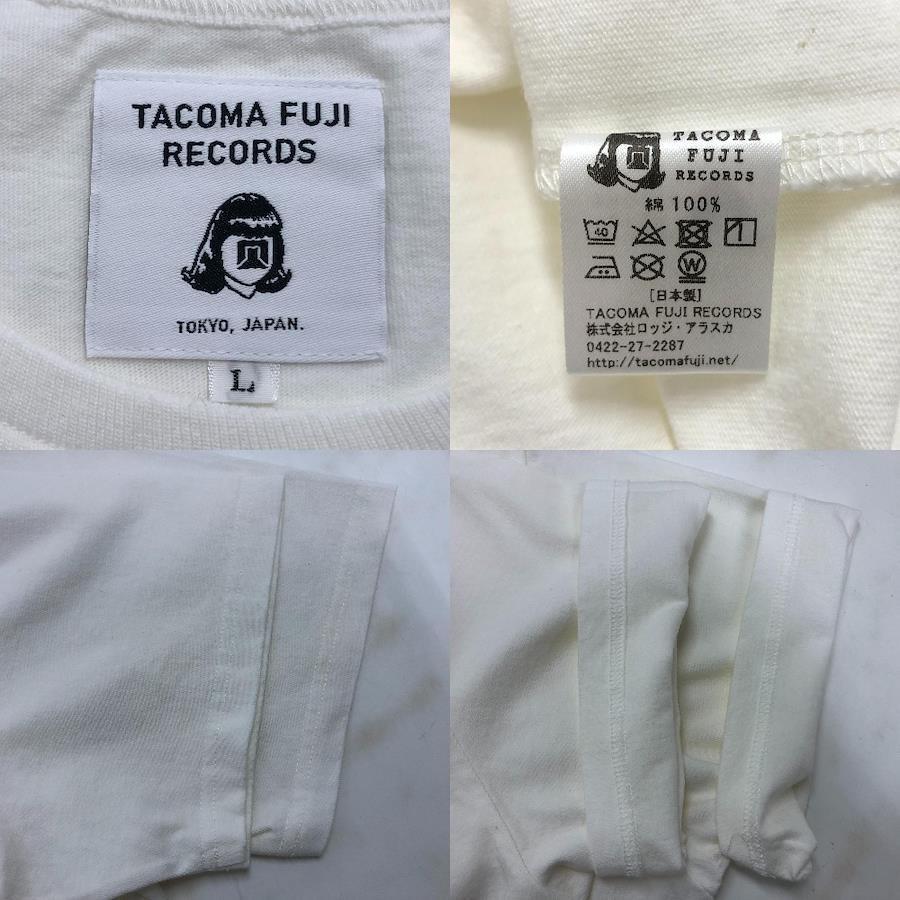 TACOMA FUJI
RECORDS
TOKYO, JAPAN.
L
TACOMA
FUJI
RECORDS
綿 100%
40
1
W
[日本製]
TACOMA FUJI RECORDS
株式会社ロッジ・アラスカ
0422-27-2287
http://tacomafuji.net/